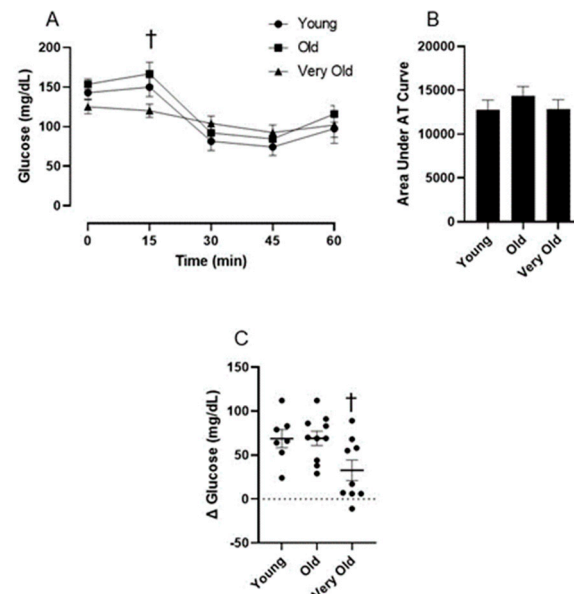 A
Young
Old
Very Old
†
Glucose (mg/dL)
200
150
100
50
0
0 15 30 45 60
Time (min)
B
Area Under AT Curve
20000
15000
10000
5000
0
Young Old Very Old
C
†
Δ Glucose (mg/dL)
150
100
50
0
-50
Young Old Very Old